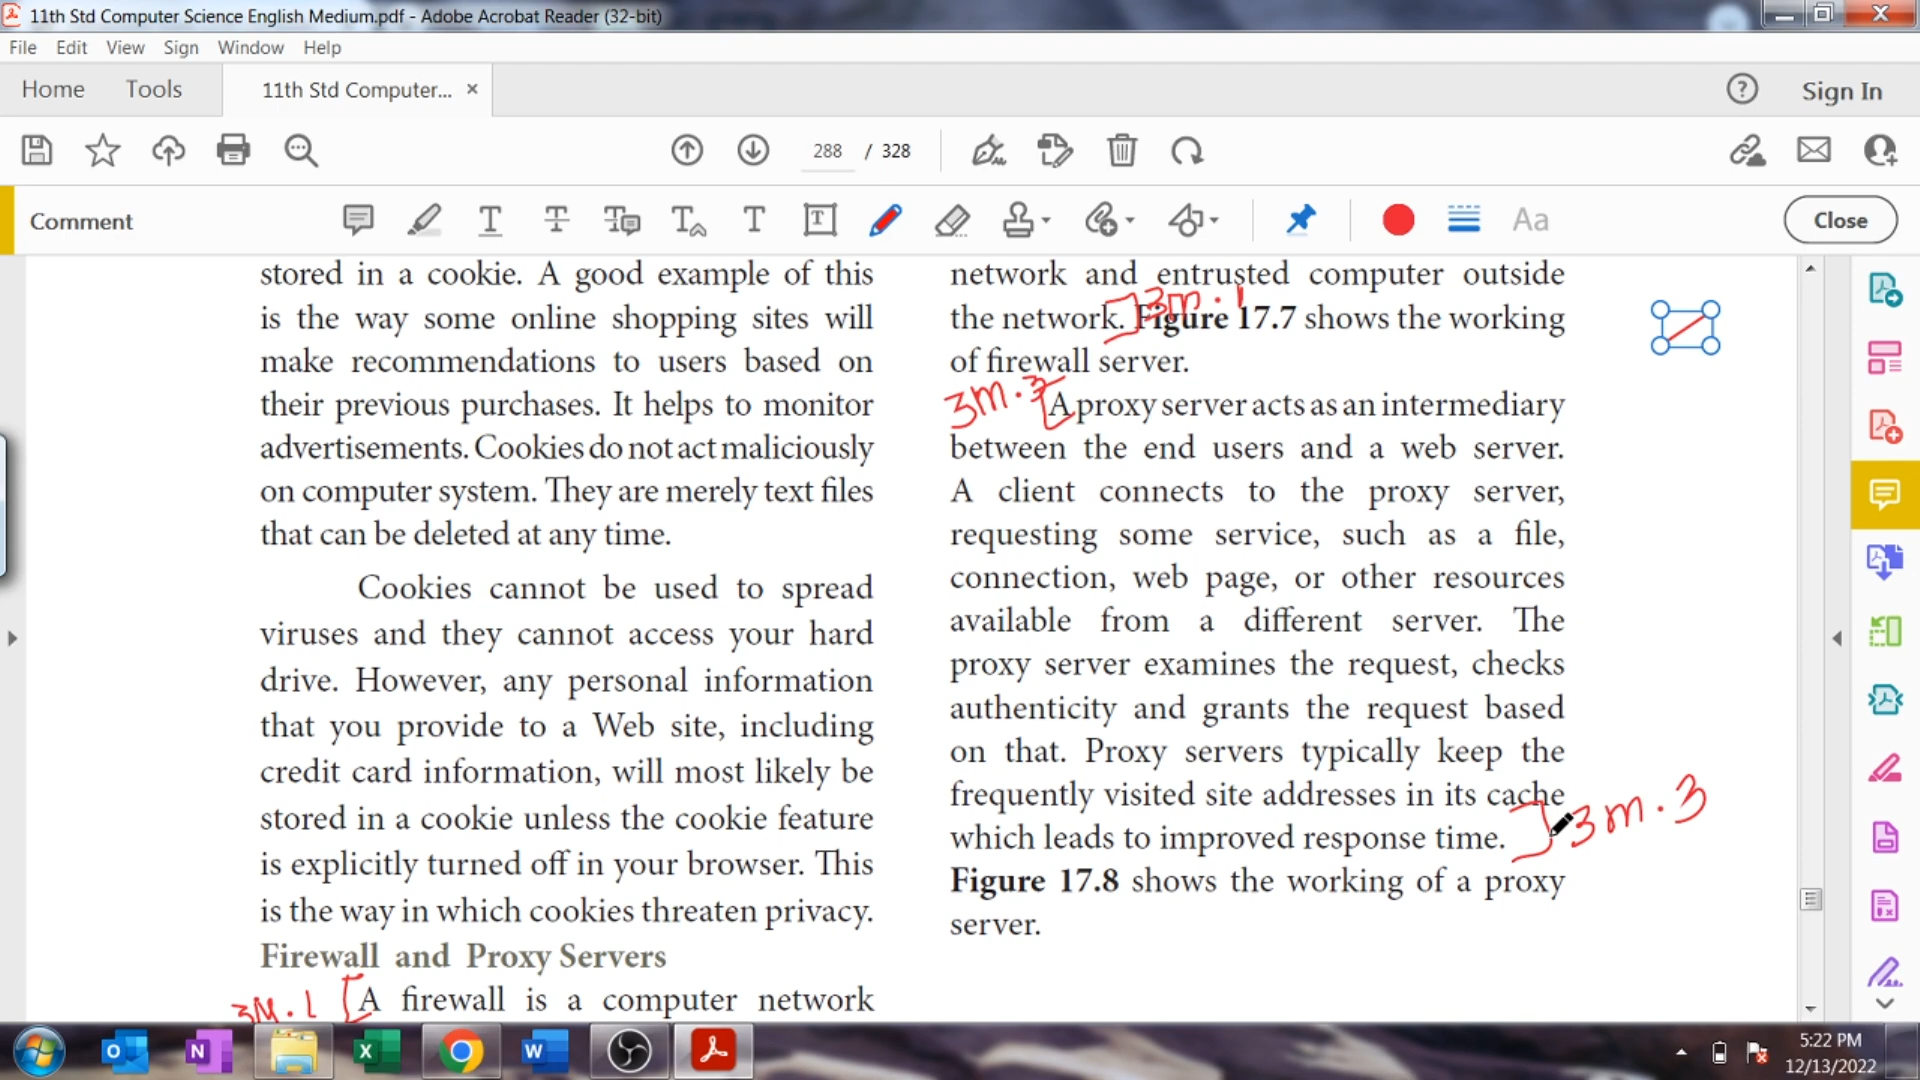 11th Std Computer Science English Medium.pdf - Adobe Acrobat Reader (32-bit)
File Edit View Sign Window Help
Home Tools 11th Std Computer... × Sign In
288 / 328
Comment
Aa
Close
stored in a cookie. A good example of this
is the way some online shopping sites will
make recommendations to users based on
their previous purchases. It helps to monitor
advertisements. Cookies do not act maliciously
on computer system. They are merely text files
that can be deleted at any time.
Cookies cannot be used to spread
viruses and they cannot access your hard
drive. However, any personal information
that you provide to a Web site, including
credit card information, will most likely be
stored in a cookie unless the cookie feature
is explicitly turned off in your browser. This
is the way in which cookies threaten privacy.
Firewall and Proxy Servers
3M. 1 [A firewall is a computer network
network and entrusted computer outside
the network. ]3m. 1 Figure 17.7 shows the working
of firewall server.
3m. 3 [A proxy server acts as an intermediary
between the end users and a web server.
A client connects to the proxy server,
requesting some service, such as a file,
connection, web page, or other resources
available from a different server. The
proxy server examines the request, checks
authenticity and grants the request based
on that. Proxy servers typically keep the
frequently visited site addresses in its cache
which leads to improved response time. ]3m. 3
Figure 17.8 shows the working of a proxy
server.
5:22 PM
12/13/2022